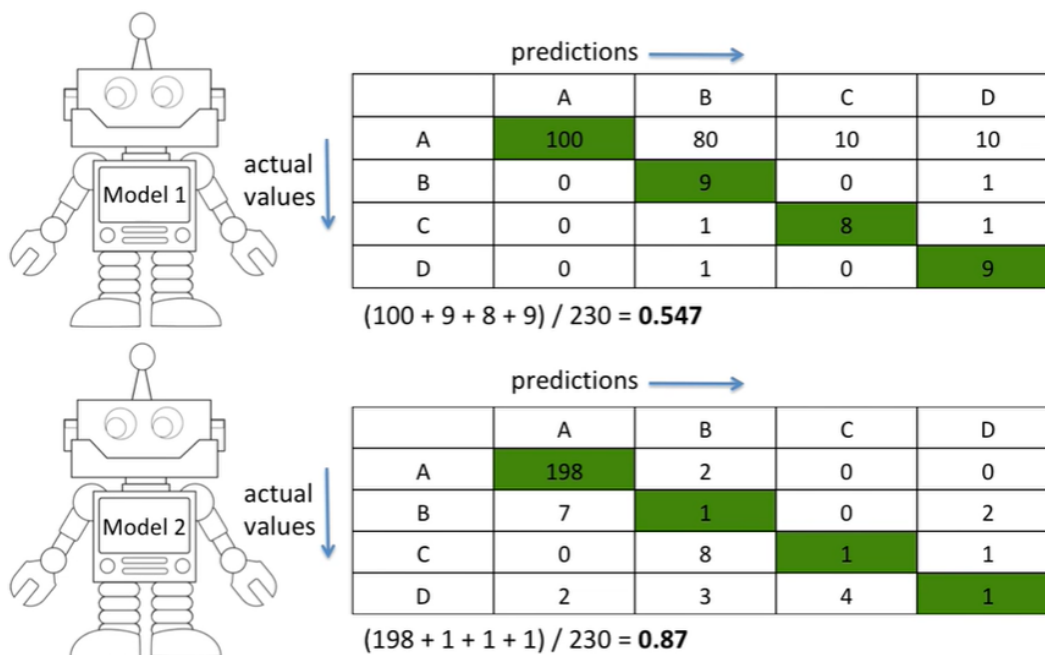 predictions
A B C D
Model 1
actual
values
A 100 80 10 10
B 0 9 0 1
C 0 1 8 1
D 0 1 0 9
(100 + 9 + 8 + 9) / 230 = 0.547
predictions
A B C D
Model 2
actual
values
A 198 2 0 0
B 7 1 0 2
C 0 8 1 1
D 2 3 4 1
(198 + 1 + 1 + 1) / 230 = 0.87